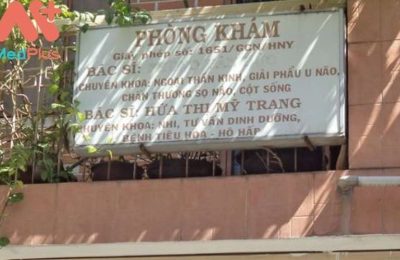 MedPlus
PHÒNG KHÁM
Giấy phép số: 1651/GCN/HNY
BÁC SĨ:
CHUYÊN KHOA: NGOẠI THẦN KINH, GIẢI PHẪU U NÃO,
CHẤN THƯƠNG SỌ NÃO, CỘT SỐNG
BÁC SĨ: HỨA THỊ MỸ TRANG
CHUYÊN KHOA: NHI, TƯ VẤN DINH DƯỠNG,
BỆNH TIÊU HÓA - HÔ HẤP